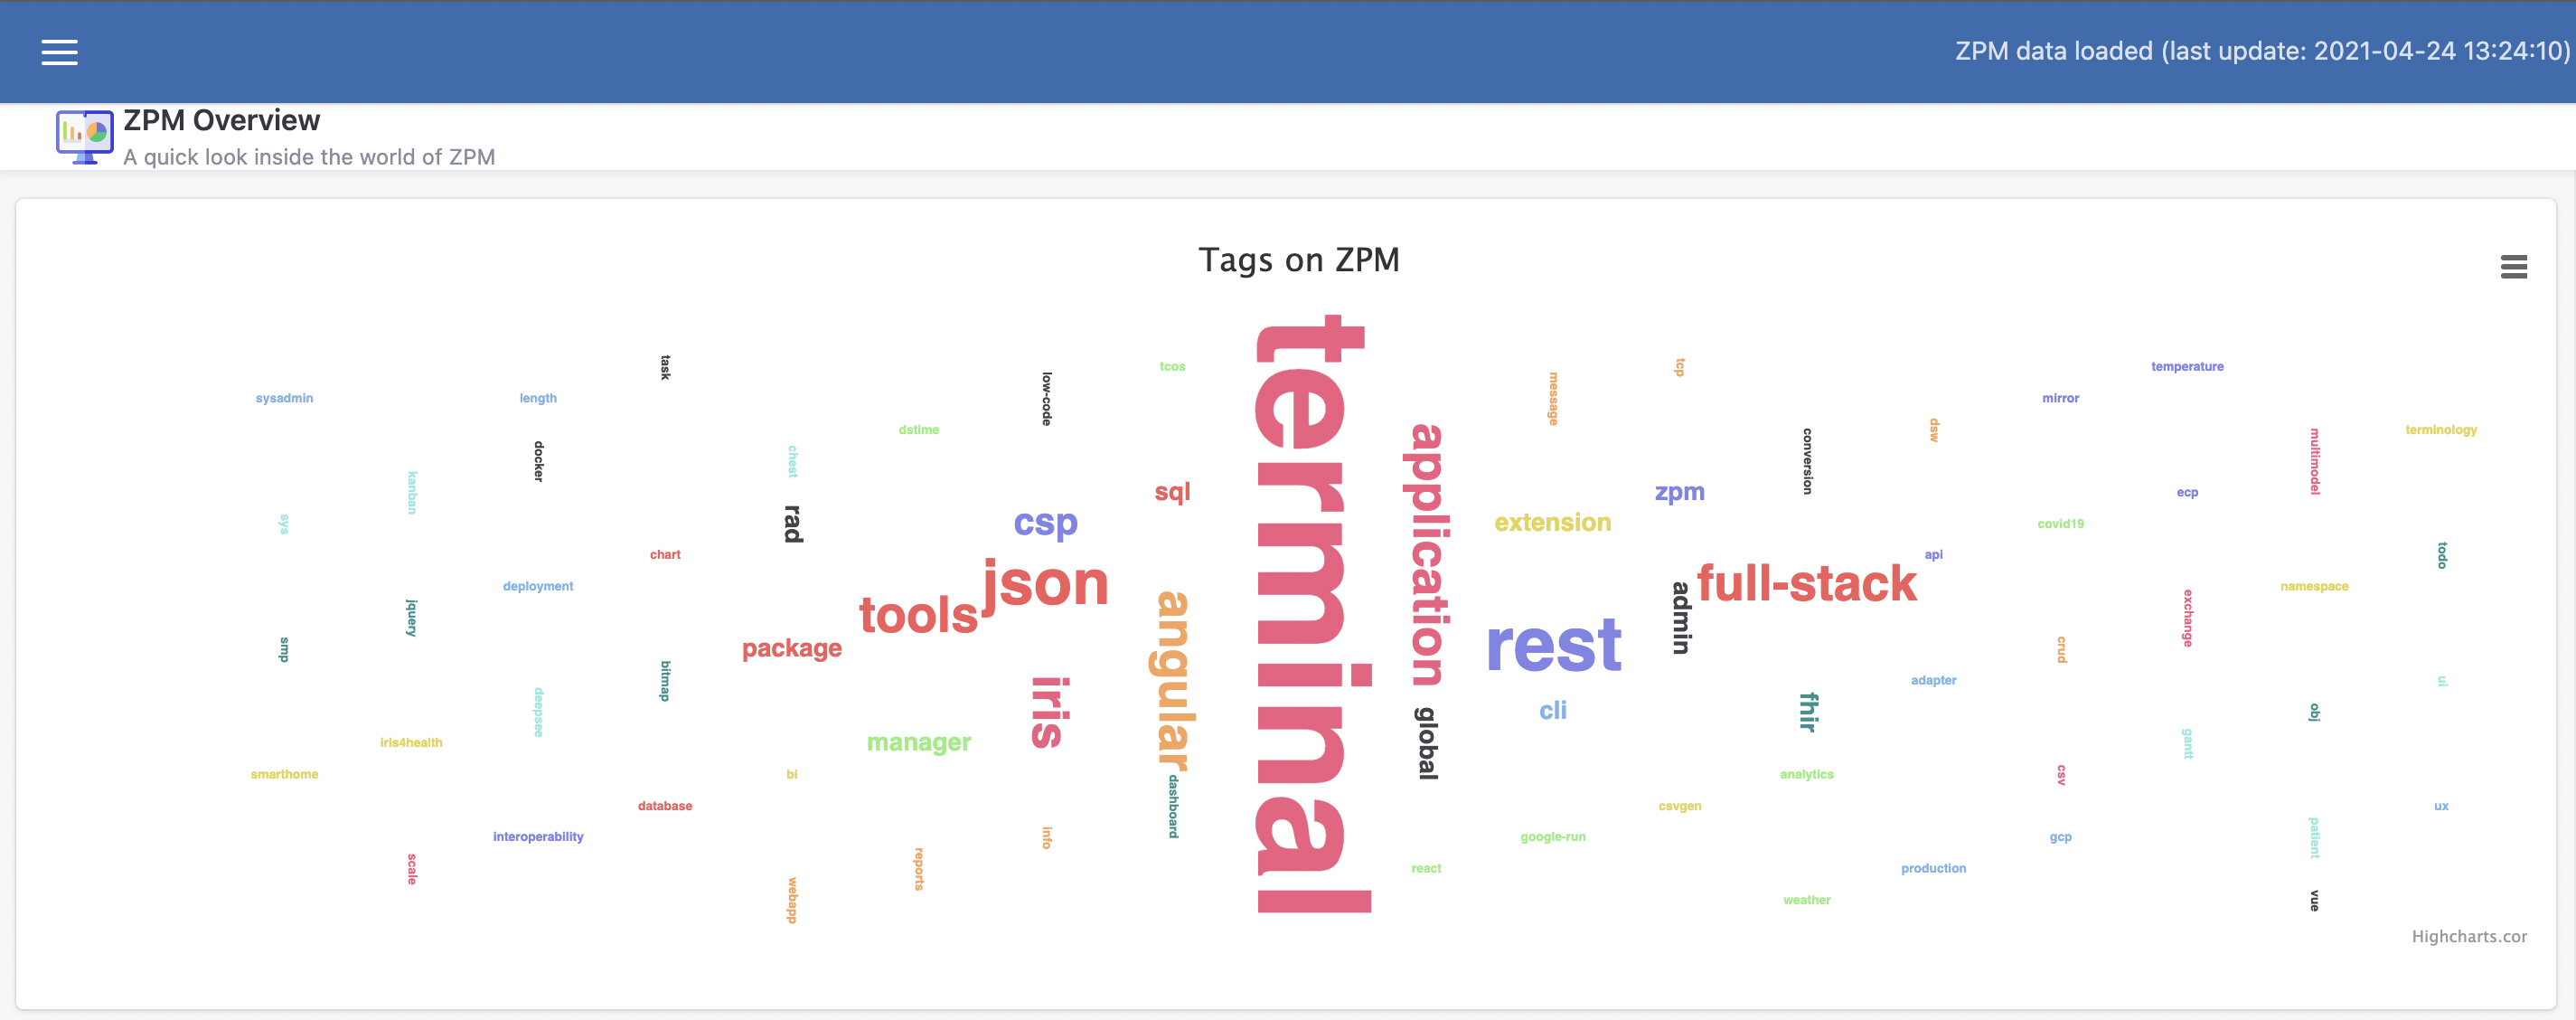 ZPM data loaded (last update: 2021-04-24 13:24:10)
ZPM Overview
A quick look inside the world of ZPM
Tags on ZPM
terminal
task
tcos
tcp
temperature
sysadmin
length
low-code
message
mirror
dstime
dsw
terminology
docker
chest
application
conversion
multimodel
kanban
sql
zpm
ecp
sys
rad
csp
extension
covid19
chart
api
todo
deployment
json
full-stack
namespace
jquery
tools
admin
exchange
smp
package
rest
crud
bitmap
angular
adapter
ui
deepsee
iris
cli
fhir
obj
iris4health
manager
global
gantt
smarthome
bi
analytics
csv
database
dashboard
csvgen
ux
interoperability
info
google-run
gcp
patient
scale
reports
react
production
webapp
weather
vue
Highcharts.cor